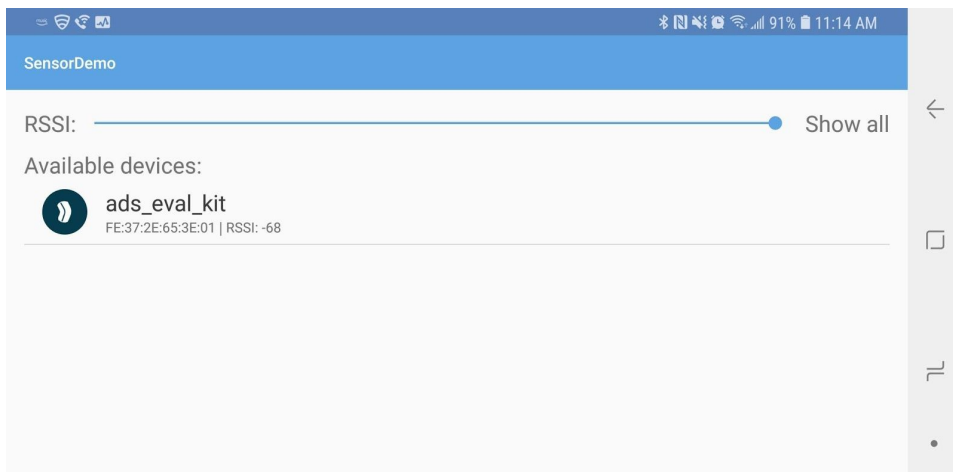 91% 11:14 AM
SensorDemo
RSSI: Show all
Available devices:
ads_eval_kit
FE:37:2E:65:3E:01 | RSSI: -68